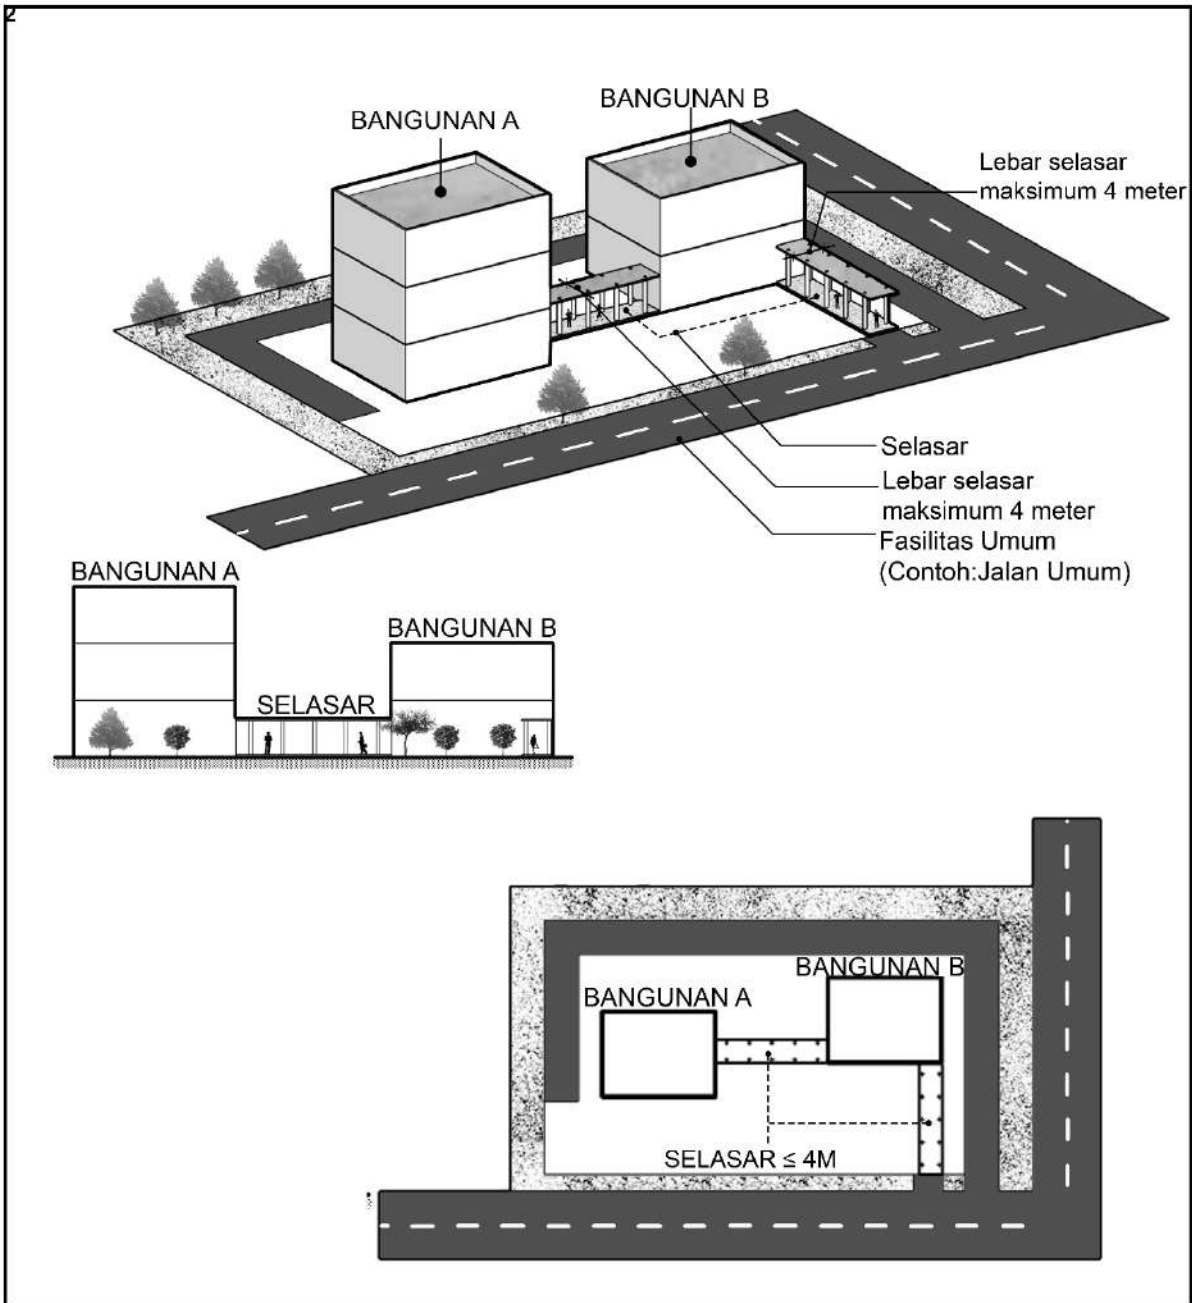 2
BANGUNAN A
BANGUNAN B
Lebar selasar
maksimum 4 meter
Selasar
Lebar selasar
maksimum 4 meter
Fasilitas Umum
(Contoh:Jalan Umum)
BANGUNAN A
BANGUNAN B
SELASAR
BANGUNAN B
BANGUNAN A
SELASAR ≤ 4M